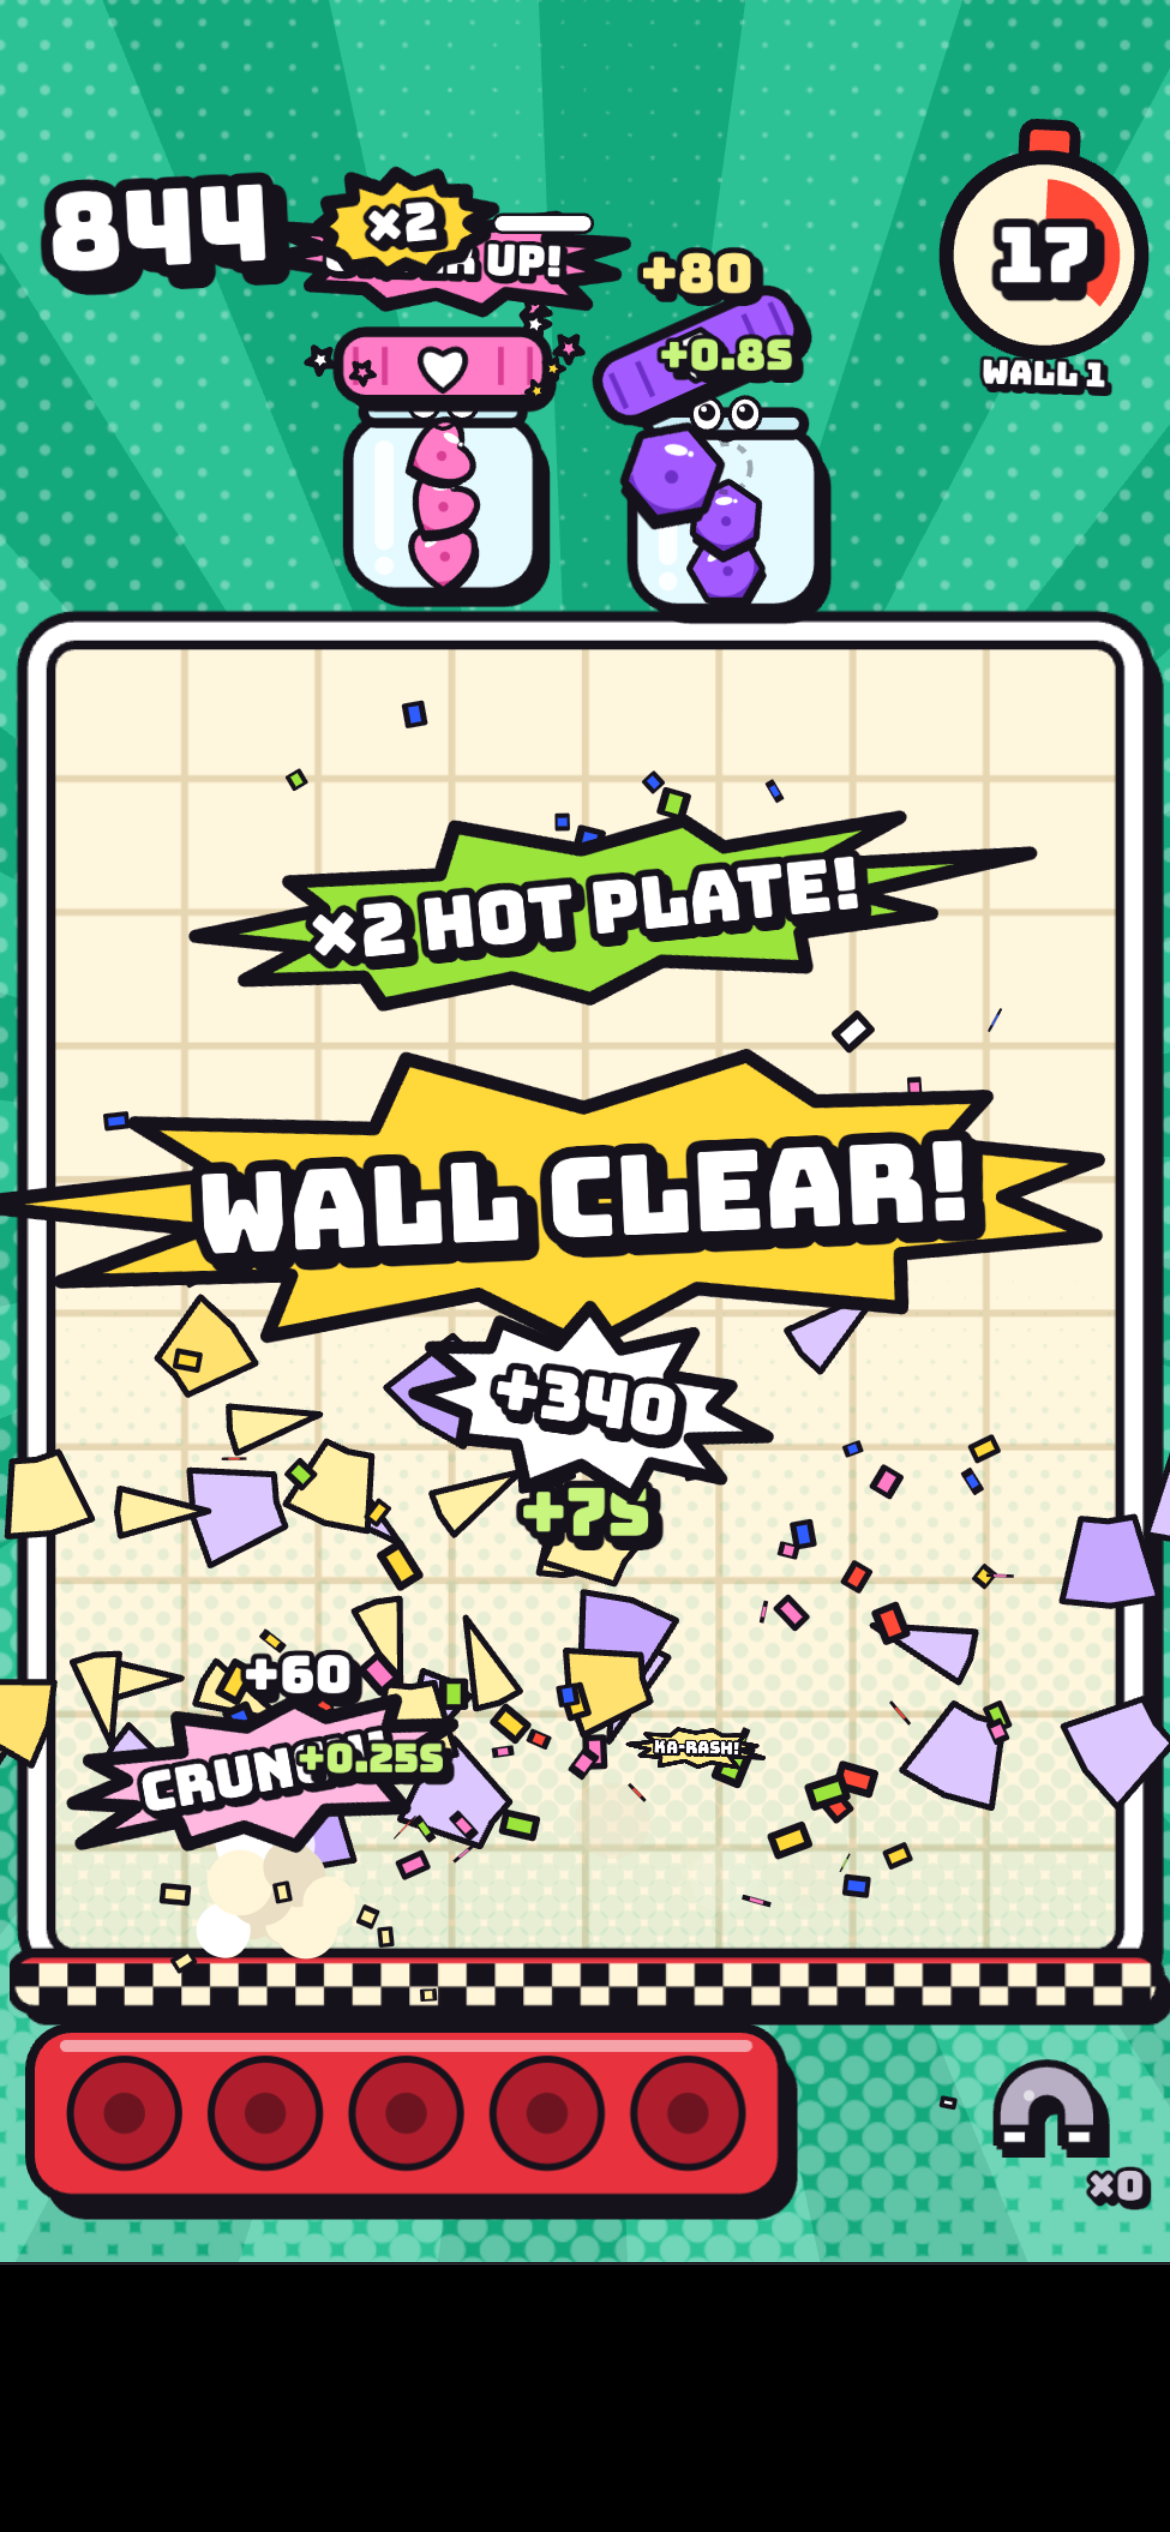 844
×2
UP!
+80
+0.8S
17
WALL 1
×2 HOT PLATE!
WALL CLEAR!
+340
+7S
+60
+0.25S
KA-RASH!
×0